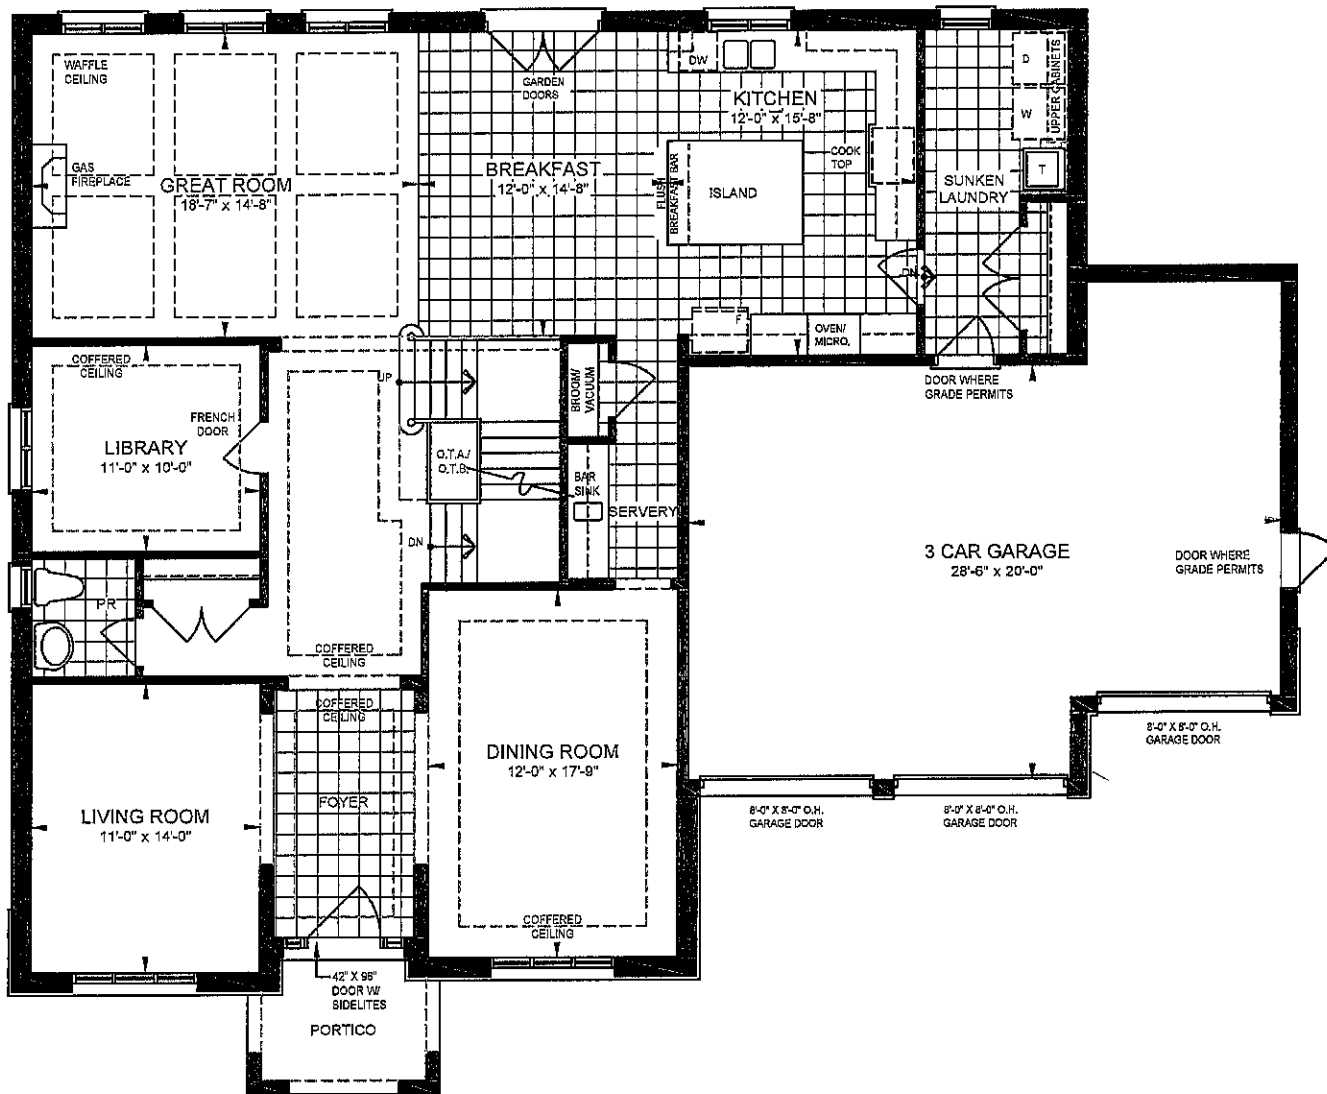 WAFFLE
CEILING
GARDEN
DOORS
DW
KITCHEN
12'-0" x 15'-8"
D
W
UPPER CABINETS
T
GAS
FIREPLACE
GREAT ROOM
18'-7" x 14'-8"
BREAKFAST
12'-0" x 14'-8"
FLUSH
BREAKFAST BAR
ISLAND
COOK
TOP
SUNKEN
LAUNDRY
DN
F
OVEN/
MICRO.
COFFERED
CEILING
UP
BROOM/
VACUUM
DOOR WHERE
GRADE PERMITS
FRENCH
DOOR
LIBRARY
11'-0" x 10'-0"
O.T.A./
O.T.B.
BAR
SINK
SERVERY
DN
3 CAR GARAGE
28'-6" x 20'-0"
DOOR WHERE
GRADE PERMITS
PR
COFFERED
CEILING
COFFERED
CEILING
8'-0" X 8'-0" O.H.
GARAGE DOOR
DINING ROOM
12'-0" x 17'-9"
FOYER
LIVING ROOM
11'-0" x 14'-0"
8'-0" X 8'-0" O.H.
GARAGE DOOR
8'-0" X 8'-0" O.H.
GARAGE DOOR
COFFERED
CEILING
42" X 96"
DOOR W/
SIDELITES
PORTICO